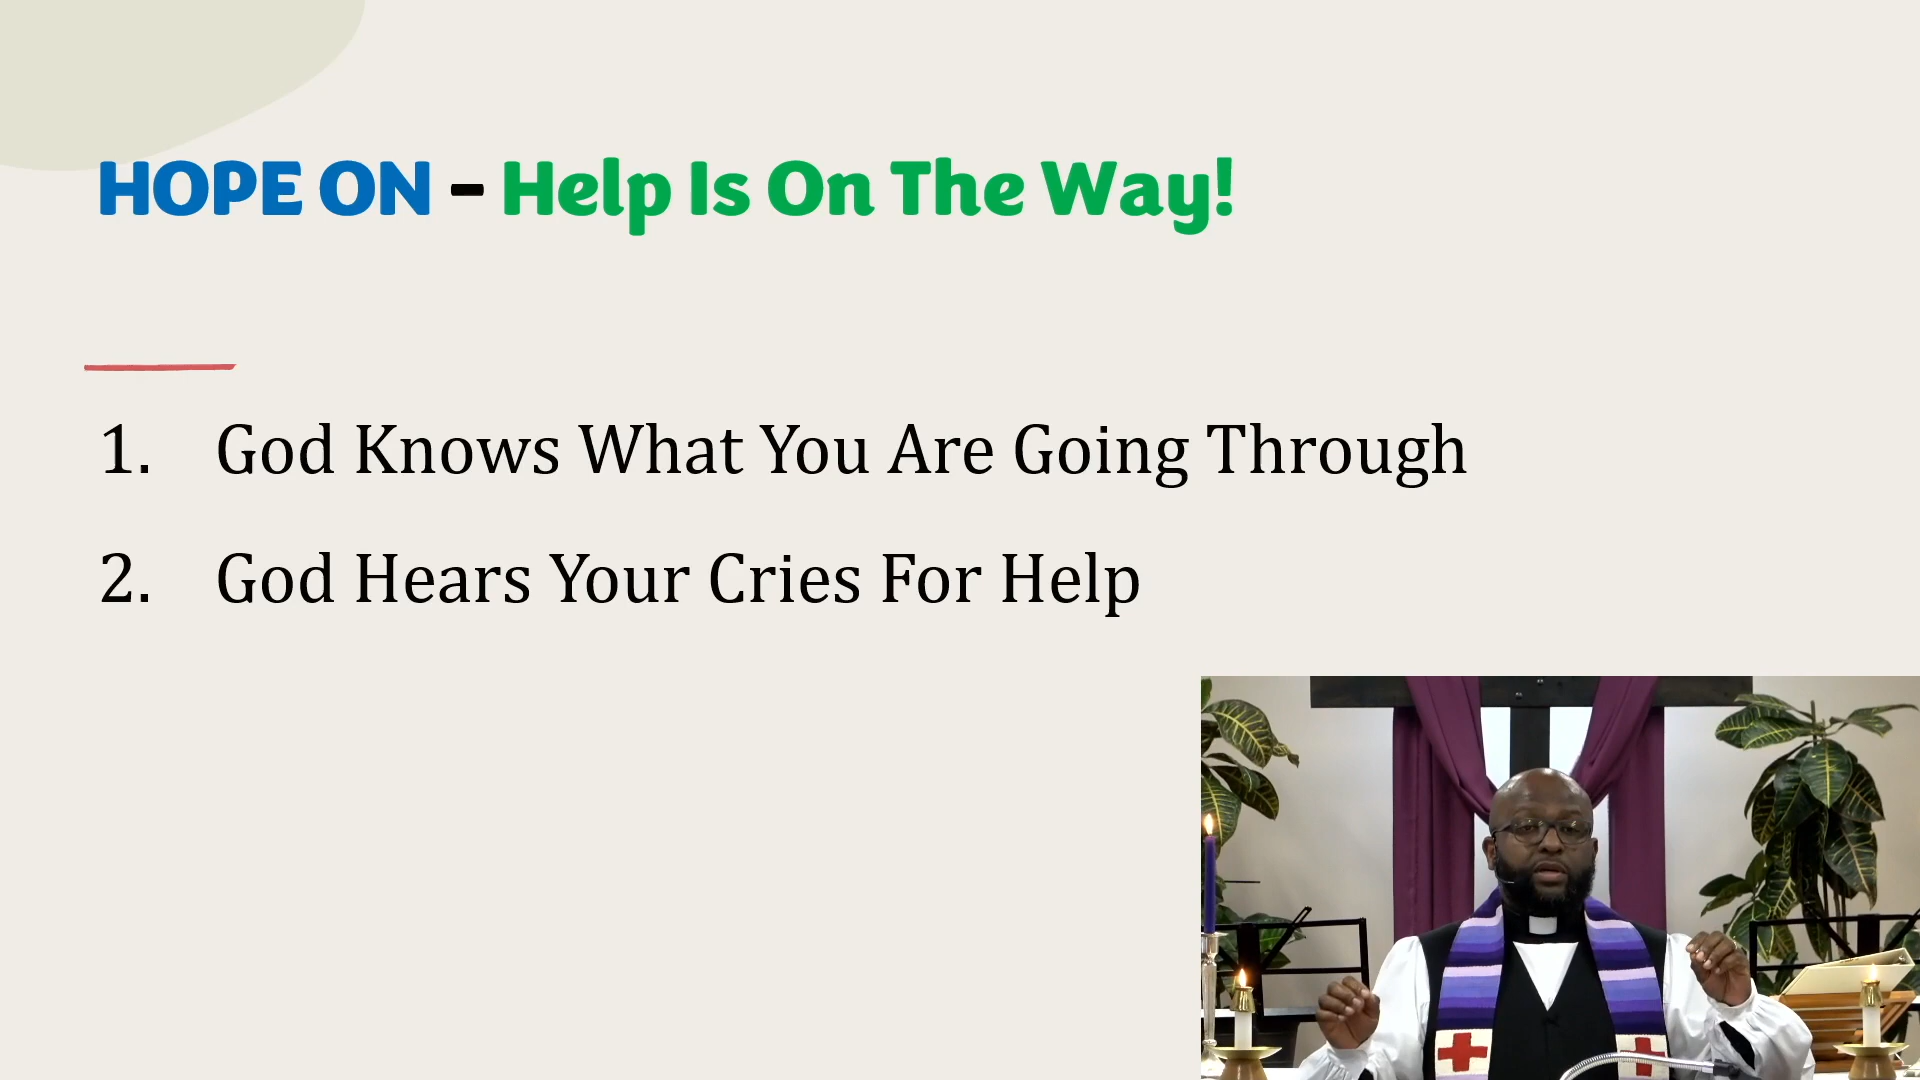 HOPE ON – Help Is On The Way!
1. God Knows What You Are Going Through
2. God Hears Your Cries For Help